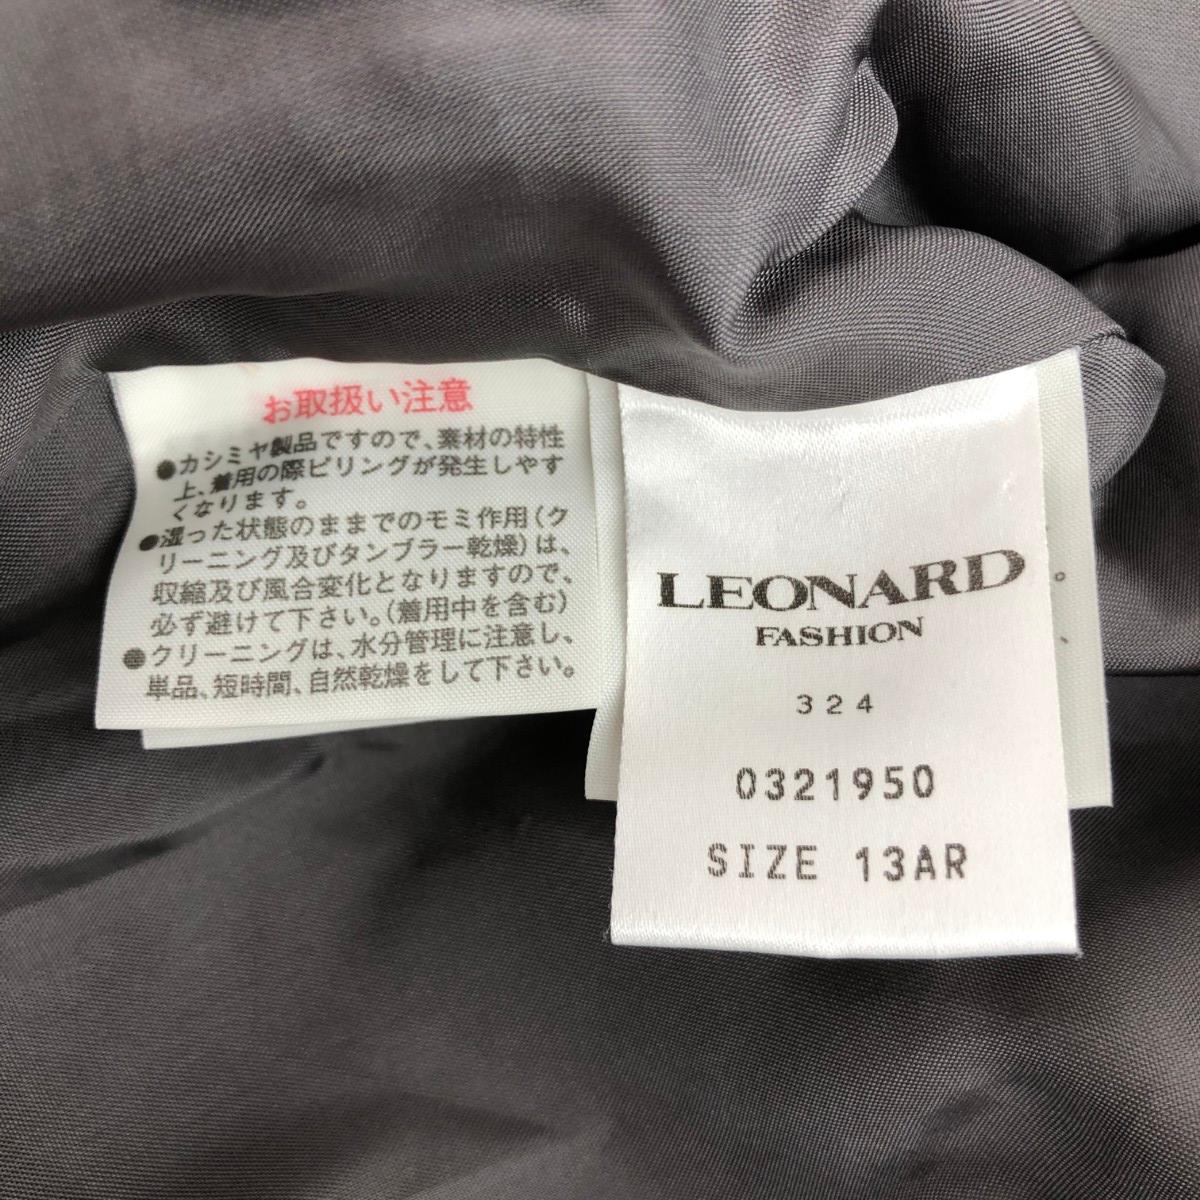 お取扱い注意
●カシミヤ製品ですので、素材の特性
上、着用の際ピリングが発生しやす
くなります。
●湿った状態のままでのモミ作用(ク
リーニング及びタンブラー乾燥)は、
収縮及び風合変化となりますので、
必ず避けて下さい。(着用中を含む)
●クリーニングは、水分管理に注意し、
単品、短時間、自然乾燥をして下さい。
LEONARD
FASHION
324
0321950
SIZE 13AR